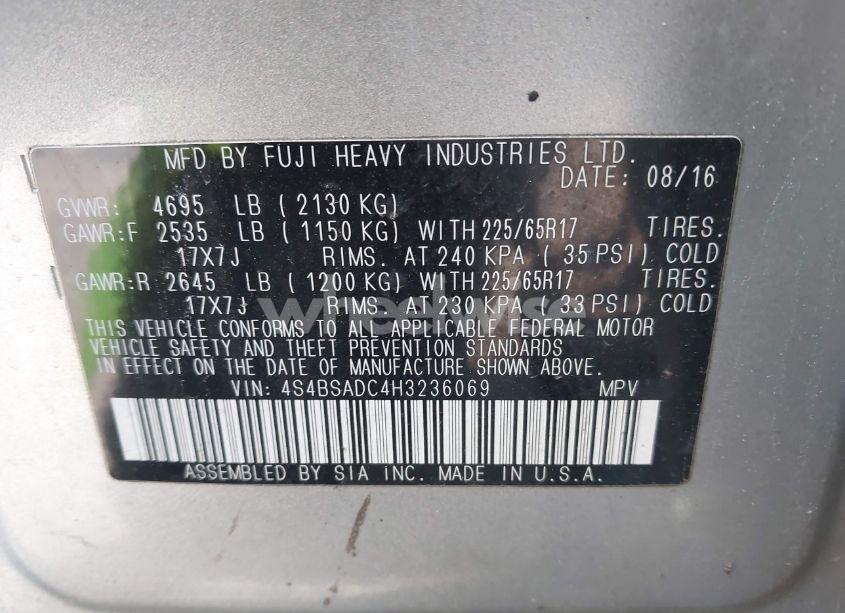 MFD BY FUJI HEAVY INDUSTRIES LTD.
DATE: 08/16
GVWR: 4695 LB ( 2130 KG)
GAWR:F 2535 LB ( 1150 KG) WITH 225/65R17 TIRES.
17X7J RIMS. AT 240 KPA ( 35 PSI) COLD
GAWR:R 2645 LB ( 1200 KG) WITH 225/65R17 TIRES.
17X7J RIMS. AT 230 KPA ( 33 PSI) COLD
THIS VEHICLE CONFORMS TO ALL APPLICABLE FEDERAL MOTOR
VEHICLE SAFETY AND THEFT PREVENTION STANDARDS
IN EFFECT ON THE DATE OF MANUFACTURE SHOWN ABOVE.
VIN: 4S4BSADC4H3236069 MPV
ASSEMBLED BY SIA INC. MADE IN U.S.A.